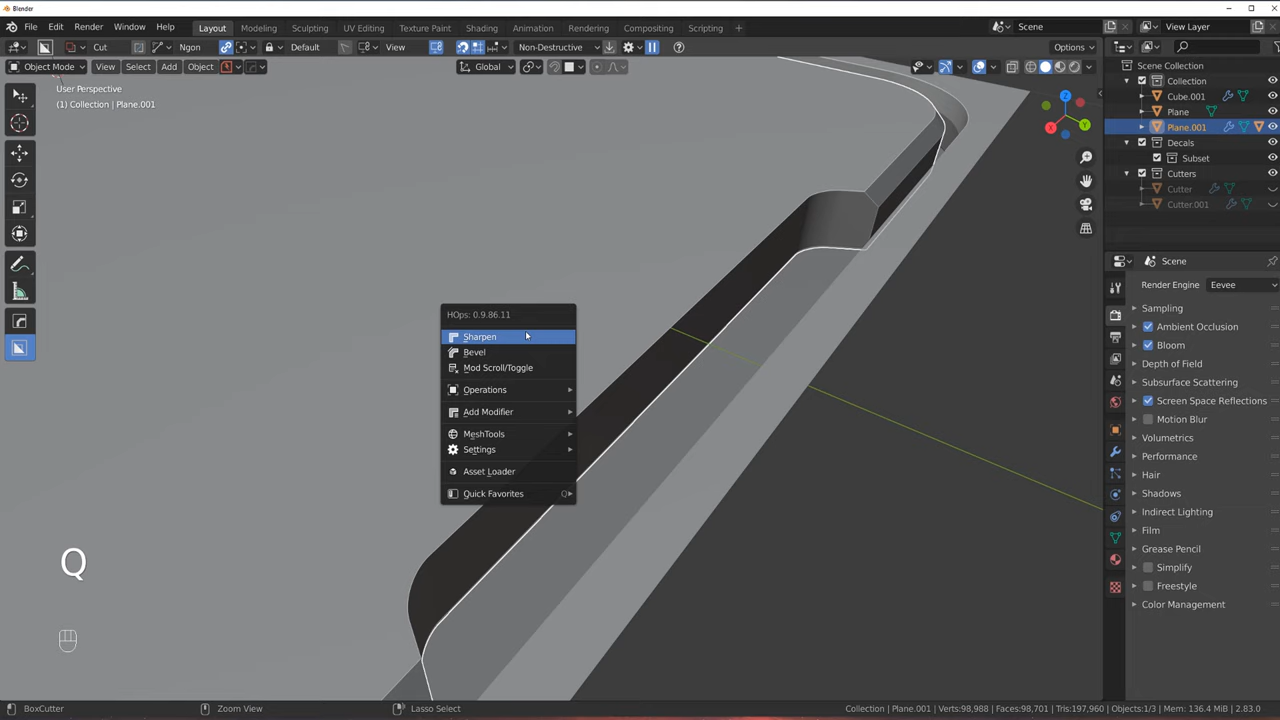 Blender
File Edit Render Window Help Layout Modeling Sculpting UV Editing Texture Paint Shading Animation Rendering Compositing Scripting + Scene View Layer
Cut Ngon Default View Non-Destructive Options
Object Mode View Select Add Object Global
User Perspective
(1) Collection | Plane.001
Z
Y
X
Scene Collection
Collection
Cube.001
Plane
Plane.001
Decals
Subset
Cutters
Cutter
Cutter.001
HOps: 0.9.86.11
Sharpen
Bevel
Mod Scroll/Toggle
Operations
Add Modifier
MeshTools
Settings
Asset Loader
Quick Favorites Q
Q
Scene
Render Engine Eevee
Sampling
Ambient Occlusion
Bloom
Depth of Field
Subsurface Scattering
Screen Space Reflections
Motion Blur
Volumetrics
Performance
Hair
Shadows
Indirect Lighting
Film
Grease Pencil
Simplify
Freestyle
Color Management
BoxCutter Zoom View Lasso Select Collection | Plane.001 | Verts:98,988 | Faces:98,701 | Tris:197,960 | Objects:1/3 | Mem: 136.4 MiB | 2.83.0